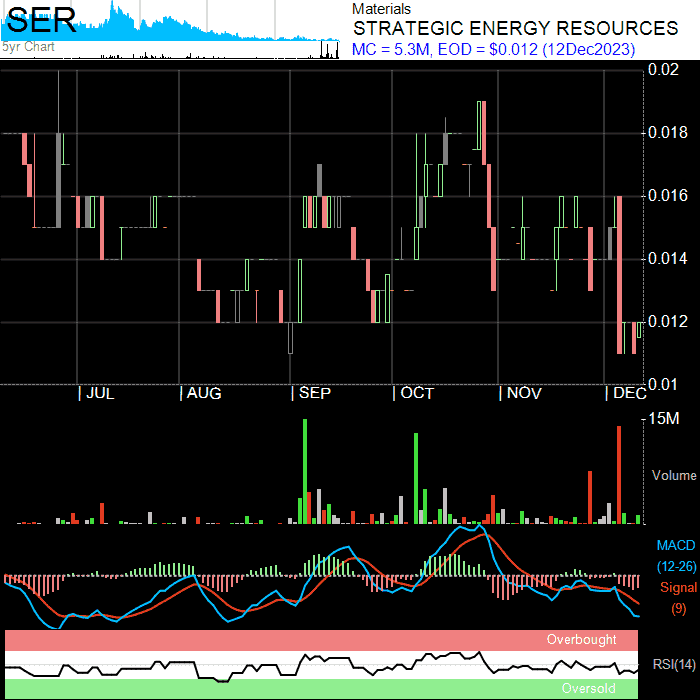 SER
5yr Chart
Materials
STRATEGIC ENERGY RESOURCES
MC = 5.3M, EOD = $0.012 (12Dec2023)
0.02
0.018
0.016
0.014
0.012
0.01
| JUL | AUG | SEP | OCT | NOV | DEC
15M
Volume
MACD
(12-26)
Signal
(9)
Overbought
RSI(14)
Oversold